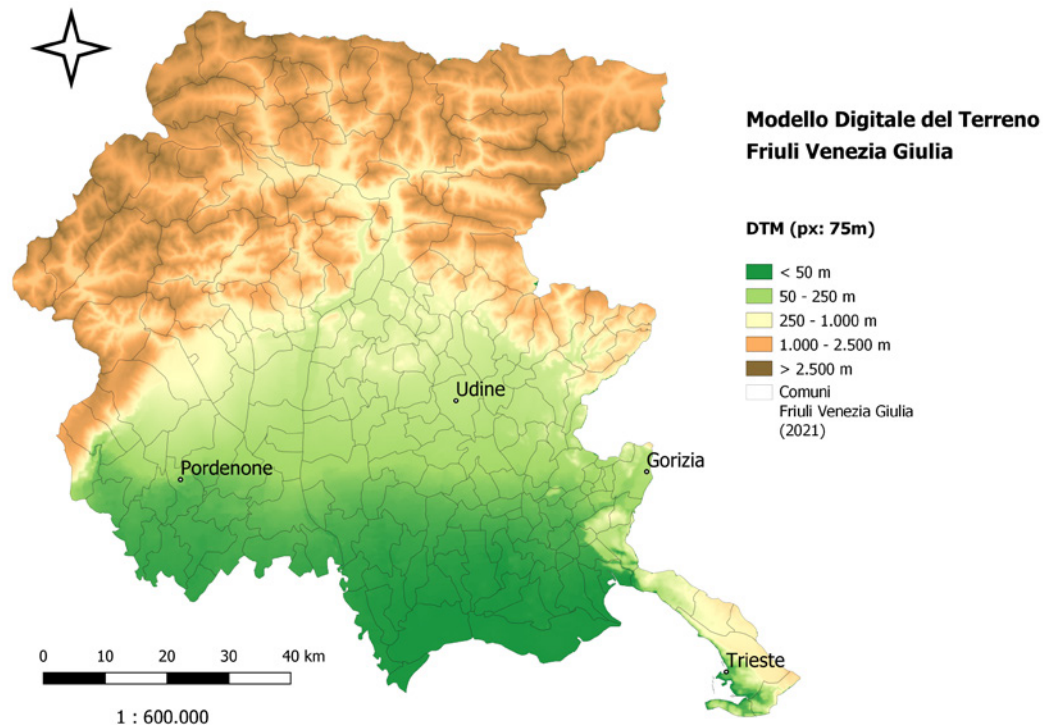 Modello Digitale del Terreno
Friuli Venezia Giulia
DTM (px: 75m)
< 50 m
50 - 250 m
250 - 1.000 m
1.000 - 2.500 m
> 2.500 m
Comuni
Friuli Venezia Giulia
(2021)
Udine
Pordenone
Gorizia
Trieste
0 10 20 30 40 km
1 : 600.000